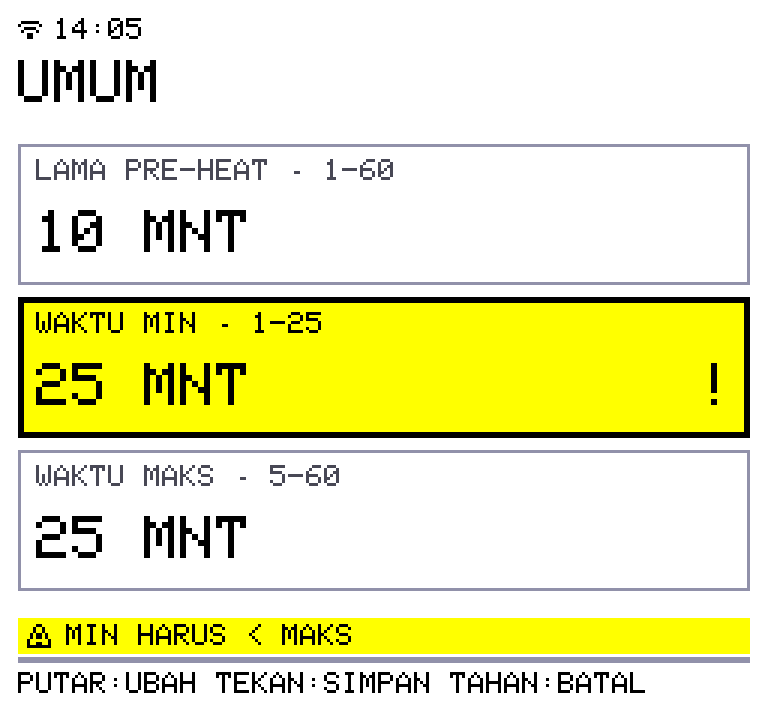 14:05
UMUM
LAMA PRE-HEAT - 1-60
10 MNT
WAKTU MIN - 1-25
25 MNT !
WAKTU MAKS - 5-60
25 MNT
MIN HARUS < MAKS
PUTAR:UBAH TEKAN:SIMPAN TAHAN:BATAL